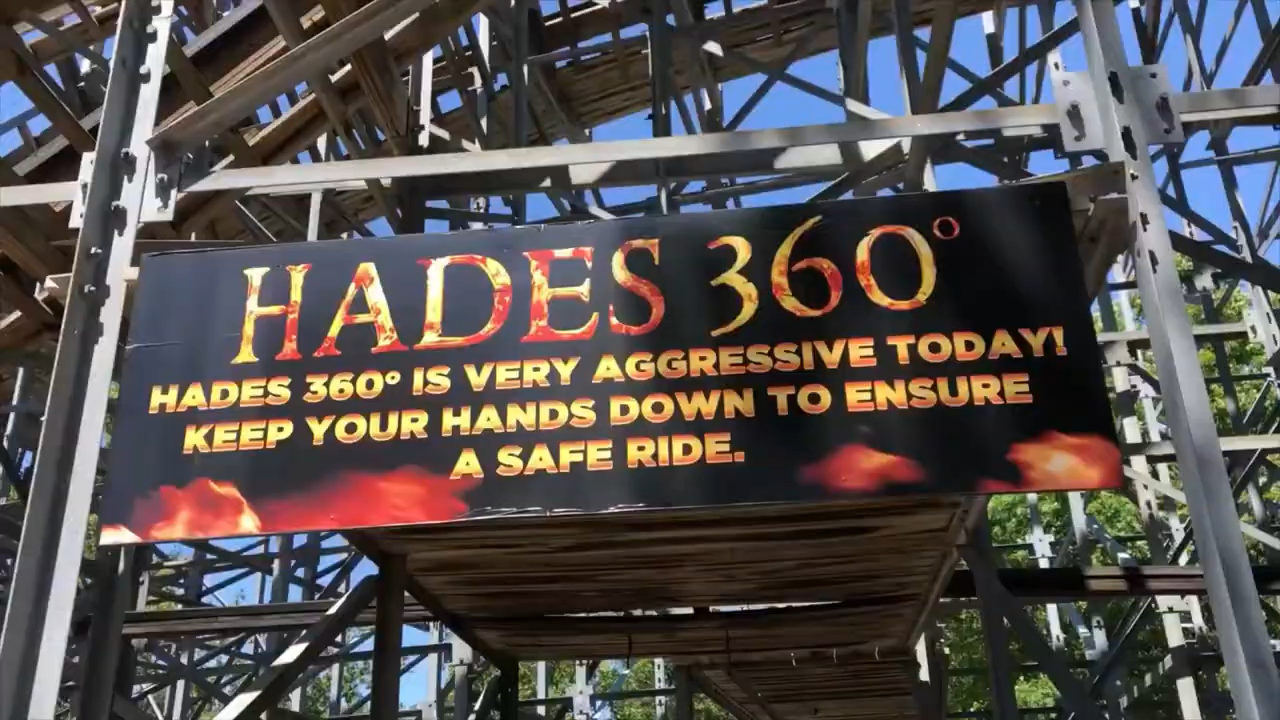 HADES 360°
HADES 360° IS VERY AGGRESSIVE TODAY!
KEEP YOUR HANDS DOWN TO ENSURE
A SAFE RIDE.